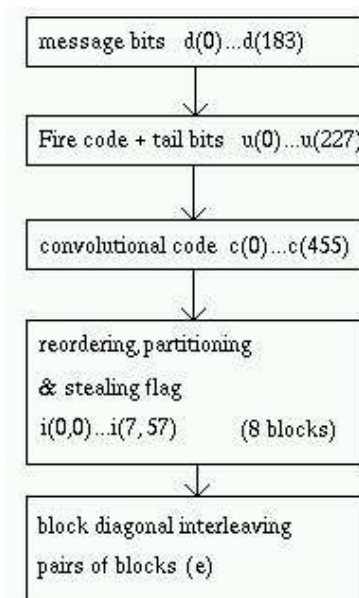 message bits d(0)...d(183)
Fire code + tail bits u(0)...u(227)
convolutional code c(0)...c(455)
reordering,partitioning
& stealing flag
i(0,0)...i(7,57) (8 blocks)
block diagonal interleaving
pairs of blocks (e)